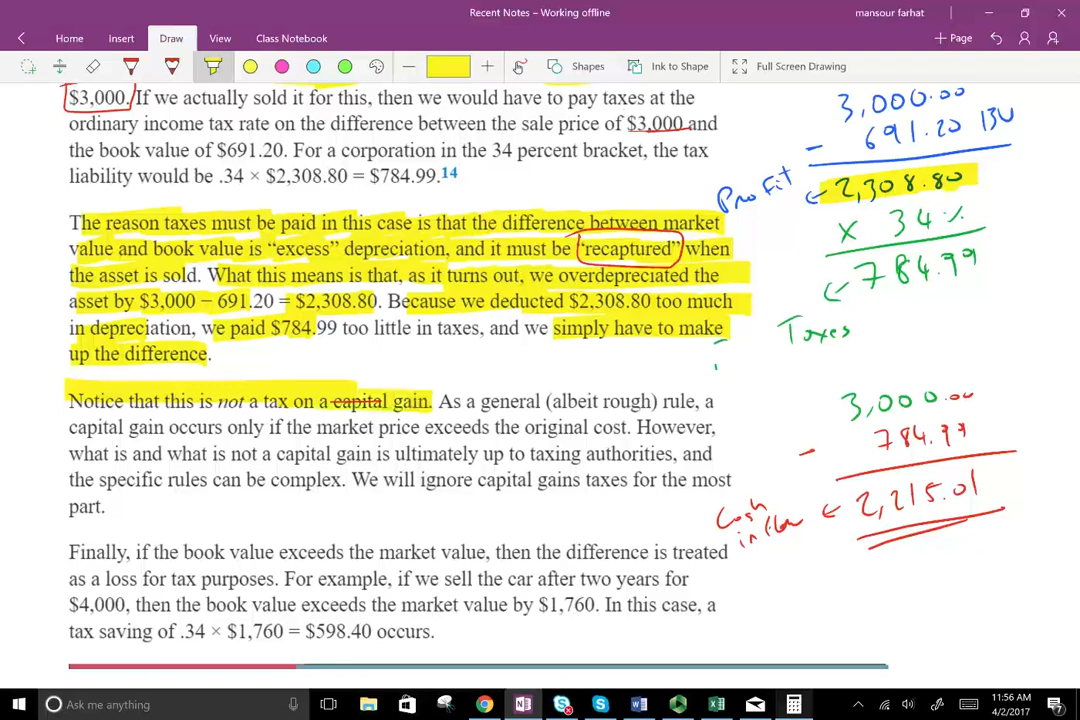 Recent Notes - Working offline
mansour farhat
Home Insert Draw View Class Notebook
Page
Shapes
Ink to Shape
Full Screen Drawing
$3,000. If we actually sold it for this, then we would have to pay taxes at the
ordinary income tax rate on the difference between the sale price of $3,000 and
the book value of $691.20. For a corporation in the 34 percent bracket, the tax
liability would be .34 × $2,308.80 = $784.99.14
The reason taxes must be paid in this case is that the difference between market
value and book value is “excess” depreciation, and it must be “recaptured” when
the asset is sold. What this means is that, as it turns out, we overdepreciated the
asset by $3,000 − 691.20 = $2,308.80. Because we deducted $2,308.80 too much
in depreciation, we paid $784.99 too little in taxes, and we simply have to make
up the difference.
Notice that this is not a tax on a capital gain. As a general (albeit rough) rule, a
capital gain occurs only if the market price exceeds the original cost. However,
what is and what is not a capital gain is ultimately up to taxing authorities, and
the specific rules can be complex. We will ignore capital gains taxes for the most
part.
Finally, if the book value exceeds the market value, then the difference is treated
as a loss for tax purposes. For example, if we sell the car after two years for
$4,000, then the book value exceeds the market value by $1,760. In this case, a
tax saving of .34 × $1,760 = $598.40 occurs.
3,000.00
- 691.20 BV
Profit ← 2,308.80
x 34%
← 784.99
Taxes
3,000.00
- 784.99
Cash inflow ← 2,215.01
Ask me anything
11:56 AM
4/2/2017
7